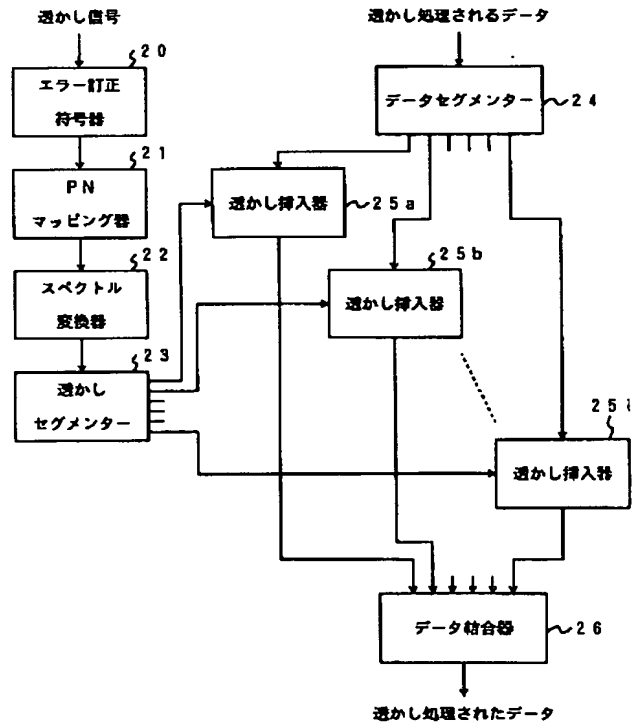 透かし信号
20
エラー訂正
符号器
21
PN
マッピング器
22
スペクトル
変換器
23
透かし
セグメンター
透かし処理されるデータ
データセグメンター
24
透かし挿入器
25a
25b
透かし挿入器
25i
透かし挿入器
データ結合器
26
透かし処理されたデータ